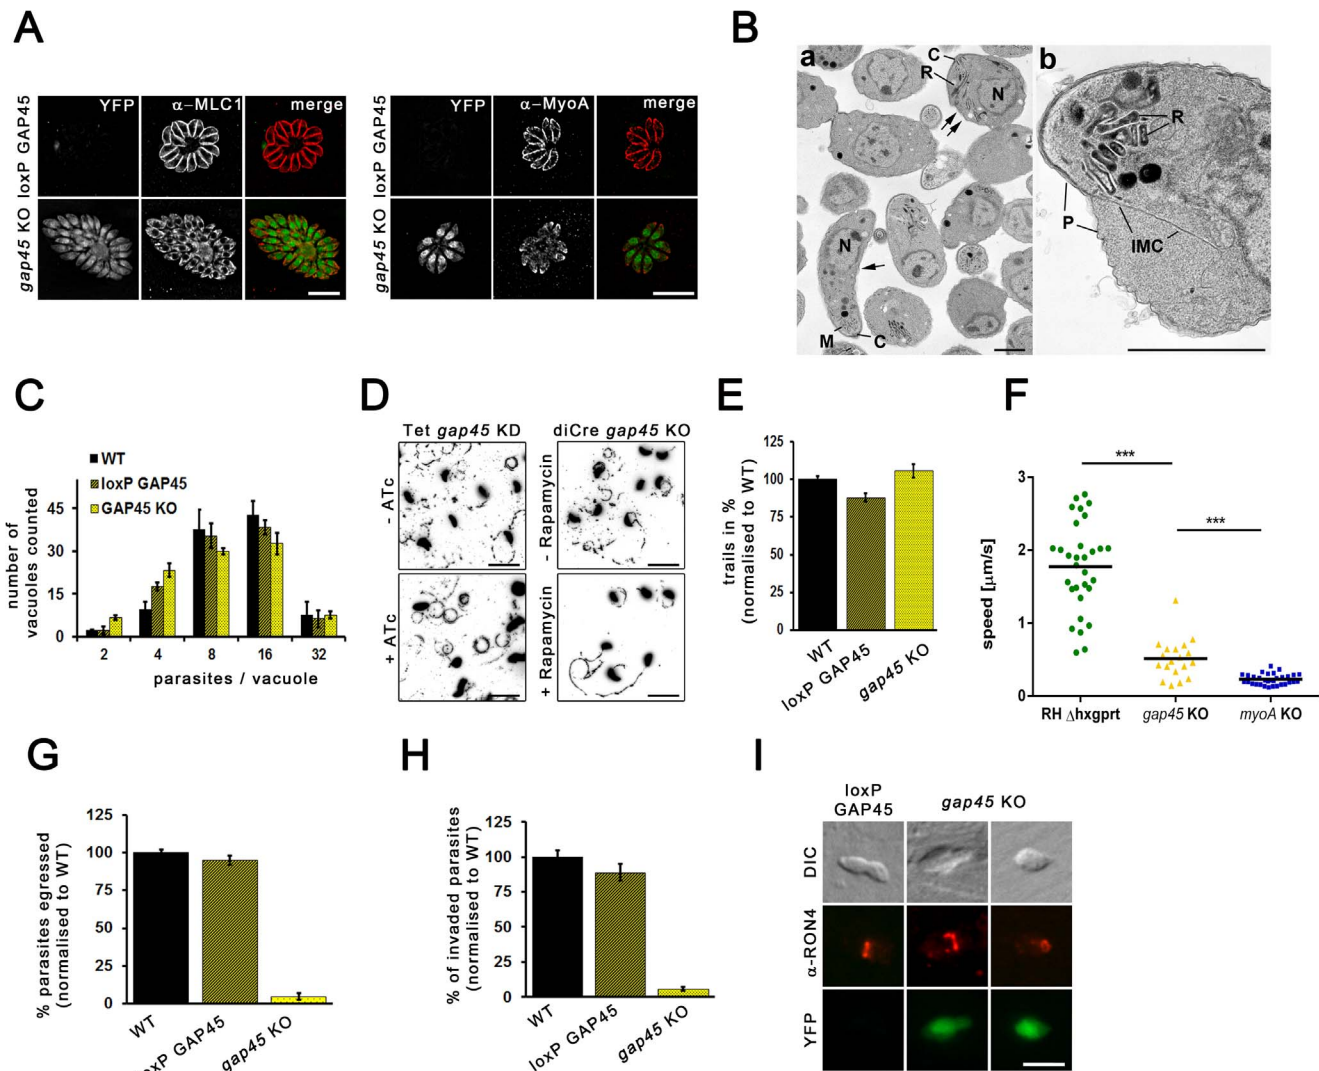 A
loxP GAP45
gap45 KO
YFP
α-MLC1
merge
loxP GAP45
gap45 KO
YFP
α-MyoA
merge
B
a
C
R
N
N
M
C
b
R
P
IMC
C
WT
loxP GAP45
GAP45 KO
number of
vacuoles counted
45
30
15
0
2 4 8 16 32
parasites / vacuole
D
Tet gap45 KD
diCre gap45 KO
- ATc
+ ATc
- Rapamycin
+ Rapamycin
E
trails in %
(normalised to WT)
125
100
75
50
25
0
WT
loxP GAP45
gap45 KO
F
speed [µm/s]
3
2
1
0
***
***
RH Δhxgprt
gap45 KO
myoA KO
G
% parasites egressed
(normalised to WT)
125
100
75
50
25
0
WT
loxP GAP45
gap45 KO
H
% of invaded parasites
(normalised to WT)
125
100
75
50
25
0
WT
loxP GAP45
gap45 KO
I
loxP
GAP45
gap45 KO
DIC
α-RON4
YFP